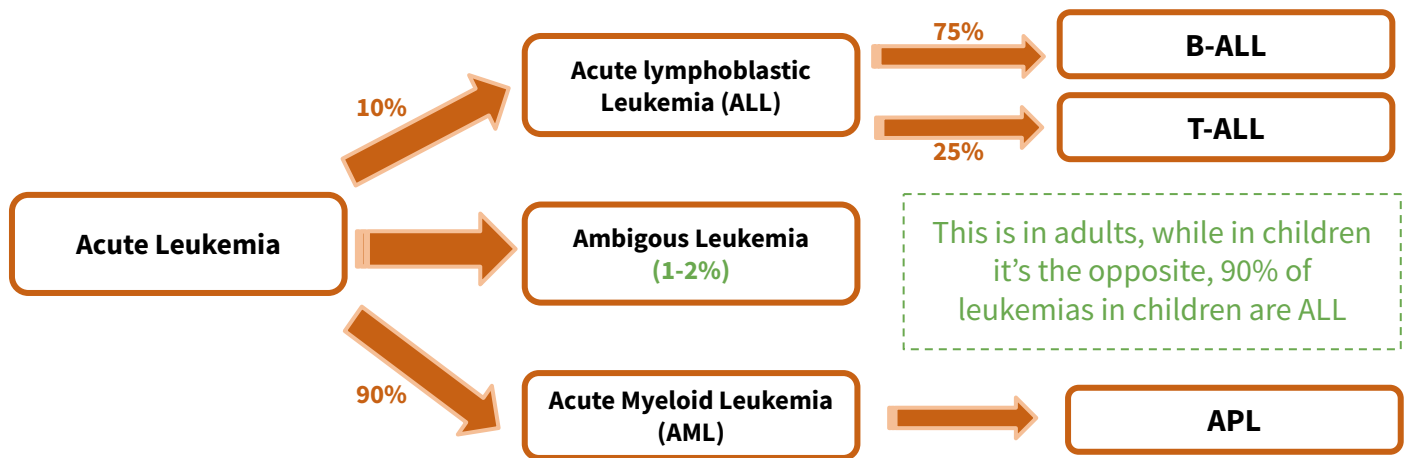 75%
B-ALL
Acute lymphoblastic
Leukemia (ALL)
10%
T-ALL
25%
Acute Leukemia
Ambigous Leukemia
(1-2%)
This is in adults, while in children
it’s the opposite, 90% of
leukemias in children are ALL
90%
Acute Myeloid Leukemia
(AML)
APL